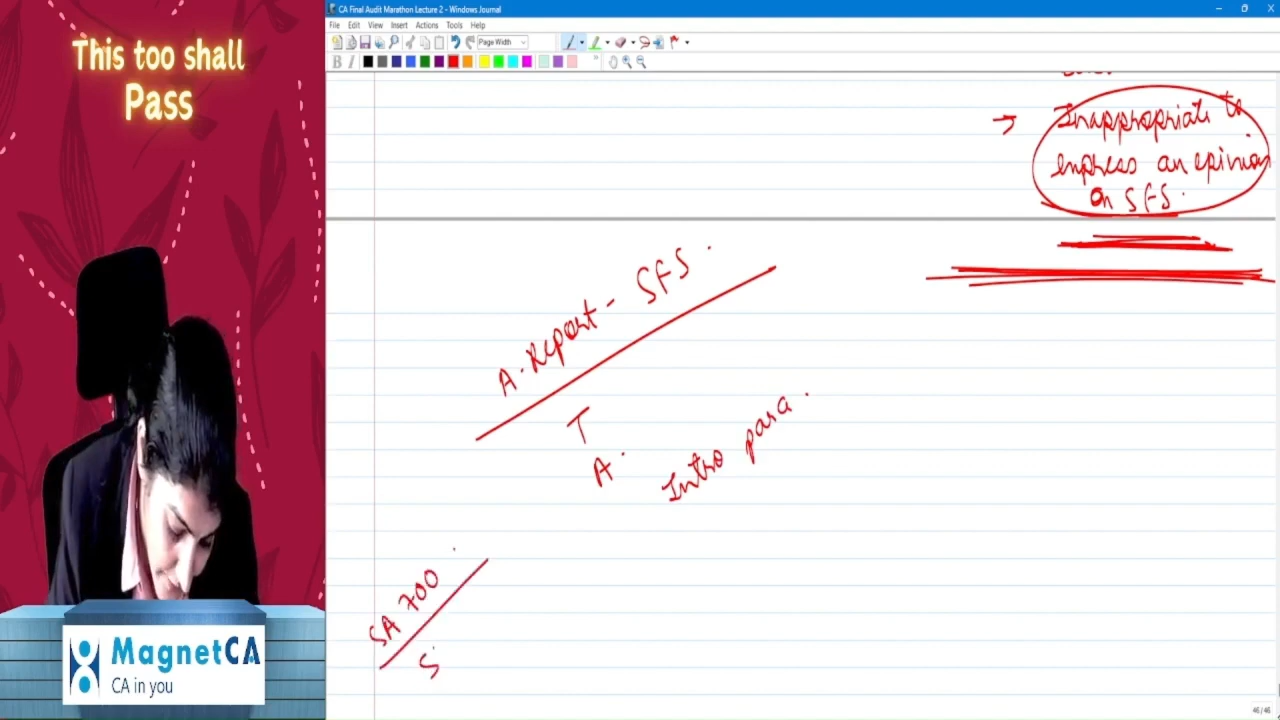 This too shall
Pass
MagnetCA
CA in you
CA Final Audit Marathon Lecture 2 - Windows Journal
File Edit View Insert Actions Tools Help
Page Width
B I
→ Inappropriate to
express an opinion
on SFS.
A. Report - SFS.
T
A.
Intro para.
SA 700
S
46/46